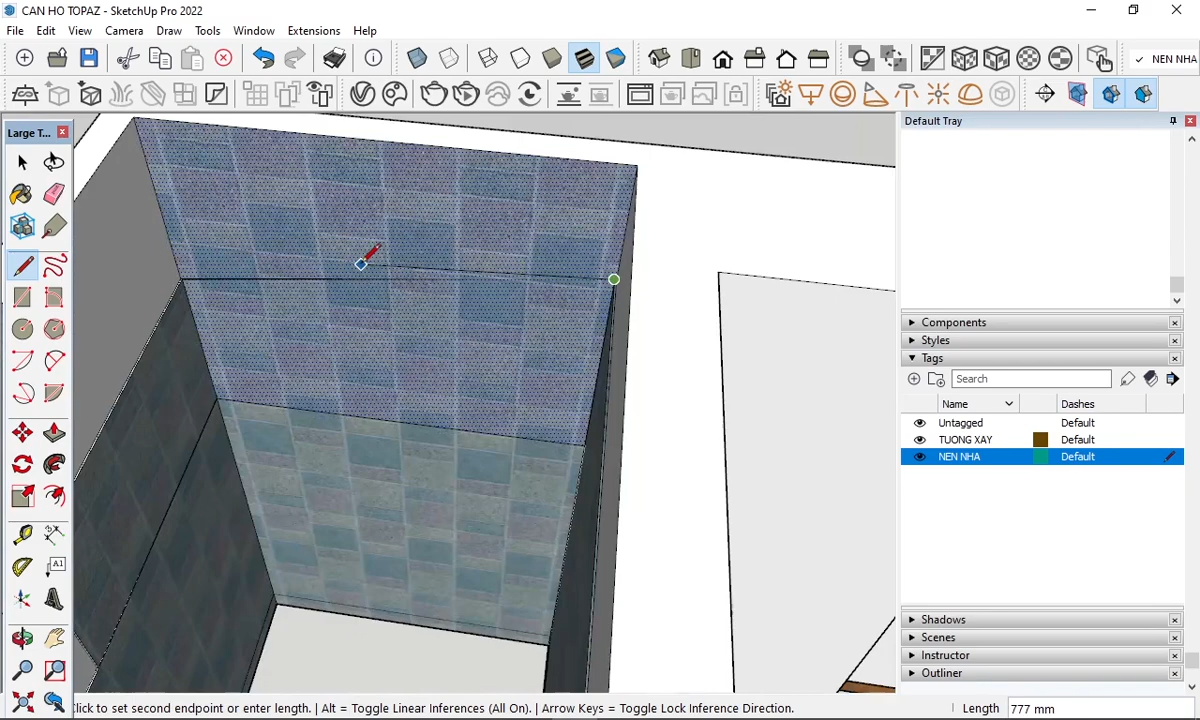 CAN HO TOPAZ - SketchUp Pro 2022
File Edit View Camera Draw Tools Window Extensions Help
NEN NHA
Large T...
Default Tray
A1
Components
Styles
Tags
Search
Name Dashes
Untagged Default
TUONG XAY Default
NEN NHA Default
Shadows
Scenes
Instructor
Outliner
lick to set second endpoint or enter length. | Alt = Toggle Linear Inferences (All On). | Arrow Keys = Toggle Lock Inference Direction.
Length 777 mm